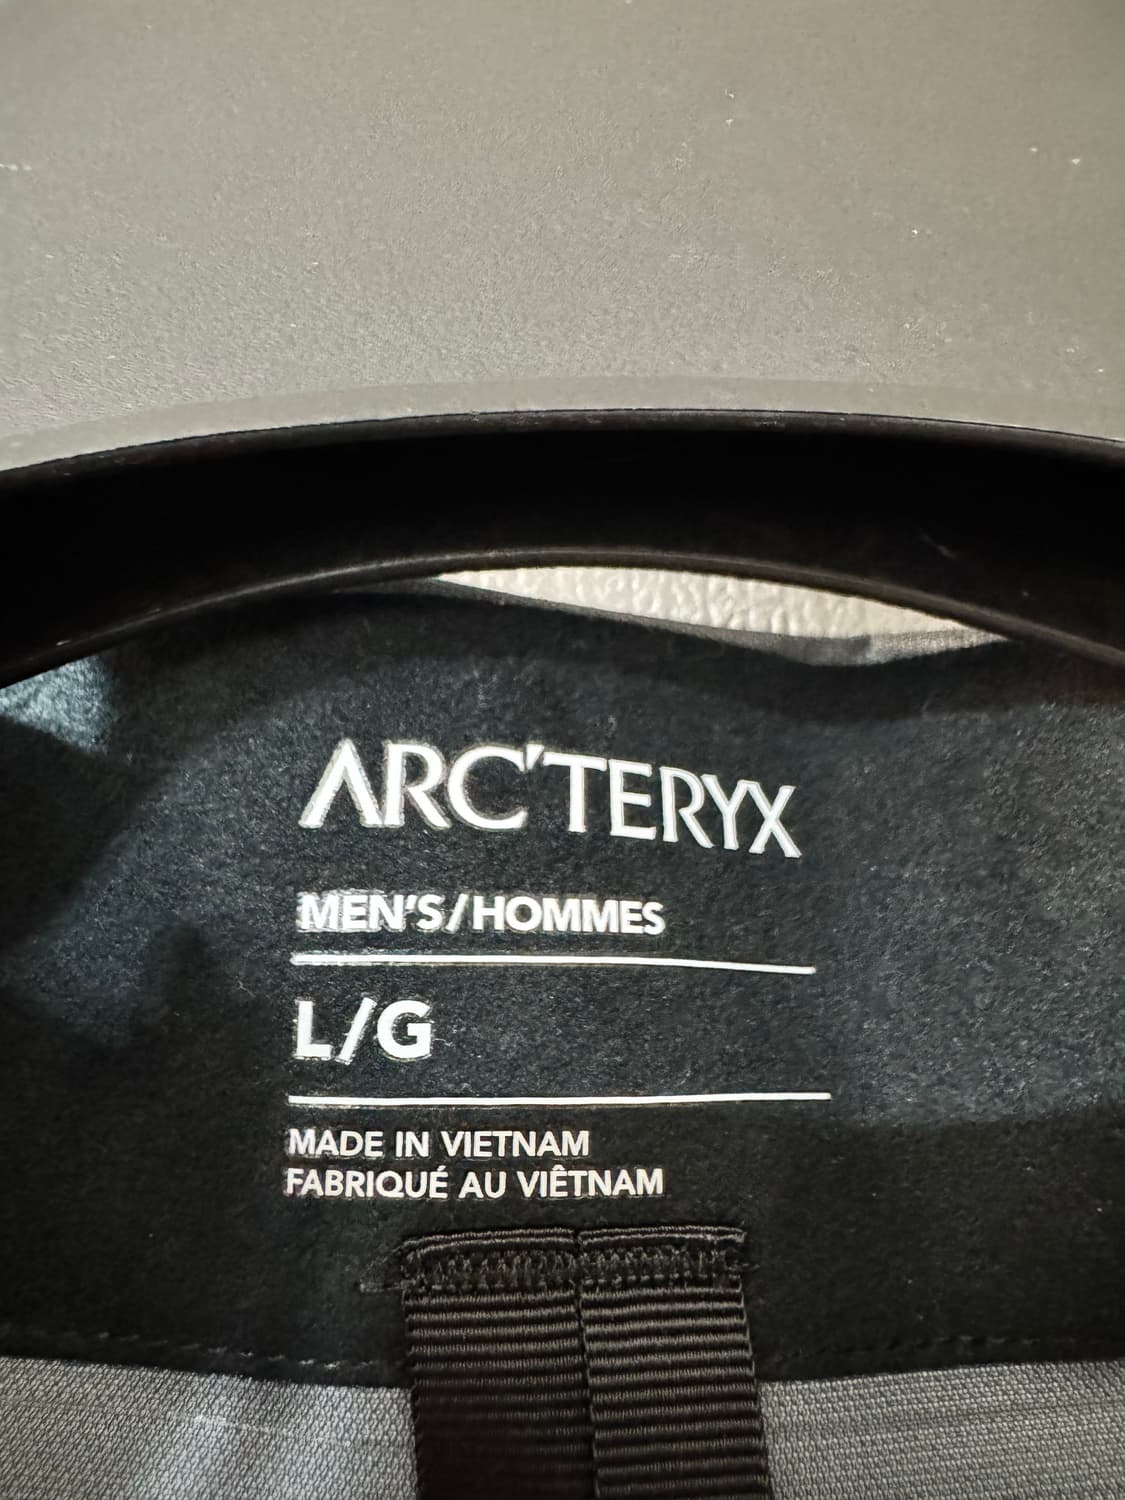 ARC'TERYX
MEN'S/HOMMES
L/G
MADE IN VIETNAM
FABRIQUÉ AU VIÊTNAM